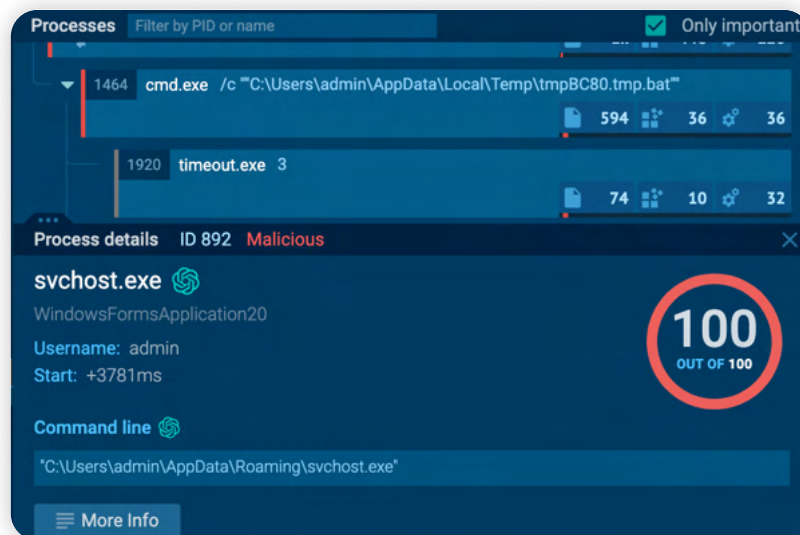 Processes Filter by PID or name Only important
1464 cmd.exe /c ""C:\Users\admin\AppData\Local\Temp\tmpBC80.tmp.bat""
594 36 36
1920 timeout.exe 3
74 10 32
Process details ID 892 Malicious
svchost.exe
WindowsFormsApplication20
100
OUT OF 100
Username: admin
Start: +3781ms
Command line
"C:\Users\admin\AppData\Roaming\svchost.exe"
More Info